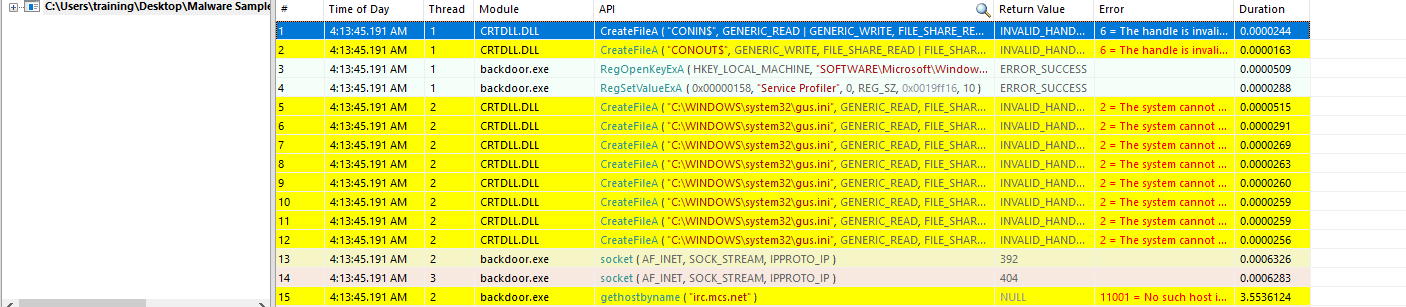 C:\Users\training\Desktop\Malware Sample
# Time of Day Thread Module API Return Value Error Duration
1 4:13:45.191 AM 1 CRTDLL.DLL CreateFileA ( "CONIN$", GENERIC_READ | GENERIC_WRITE, FILE_SHARE_RE... INVALID_HAND... 6 = The handle is invali... 0.0000244
2 4:13:45.191 AM 1 CRTDLL.DLL CreateFileA ( "CONOUT$", GENERIC_WRITE, FILE_SHARE_READ | FILE_SHAR... INVALID_HAND... 6 = The handle is invali... 0.0000163
3 4:13:45.191 AM 1 backdoor.exe RegOpenKeyExA ( HKEY_LOCAL_MACHINE, "SOFTWARE\Microsoft\Window... ERROR_SUCCESS 0.0000509
4 4:13:45.191 AM 1 backdoor.exe RegSetValueExA ( 0x00000158, "Service Profiler", 0, REG_SZ, 0x0019ff16, 10 ) ERROR_SUCCESS 0.0000288
5 4:13:45.191 AM 2 CRTDLL.DLL CreateFileA ( "C:\WINDOWS\system32\gus.ini", GENERIC_READ, FILE_SHAR... INVALID_HAND... 2 = The system cannot ... 0.0000515
6 4:13:45.191 AM 2 CRTDLL.DLL CreateFileA ( "C:\WINDOWS\system32\gus.ini", GENERIC_READ, FILE_SHAR... INVALID_HAND... 2 = The system cannot ... 0.0000291
7 4:13:45.191 AM 2 CRTDLL.DLL CreateFileA ( "C:\WINDOWS\system32\gus.ini", GENERIC_READ, FILE_SHAR... INVALID_HAND... 2 = The system cannot ... 0.0000269
8 4:13:45.191 AM 2 CRTDLL.DLL CreateFileA ( "C:\WINDOWS\system32\gus.ini", GENERIC_READ, FILE_SHAR... INVALID_HAND... 2 = The system cannot ... 0.0000263
9 4:13:45.191 AM 2 CRTDLL.DLL CreateFileA ( "C:\WINDOWS\system32\gus.ini", GENERIC_READ, FILE_SHAR... INVALID_HAND... 2 = The system cannot ... 0.0000260
10 4:13:45.191 AM 2 CRTDLL.DLL CreateFileA ( "C:\WINDOWS\system32\gus.ini", GENERIC_READ, FILE_SHAR... INVALID_HAND... 2 = The system cannot ... 0.0000259
11 4:13:45.191 AM 2 CRTDLL.DLL CreateFileA ( "C:\WINDOWS\system32\gus.ini", GENERIC_READ, FILE_SHAR... INVALID_HAND... 2 = The system cannot ... 0.0000259
12 4:13:45.191 AM 2 CRTDLL.DLL CreateFileA ( "C:\WINDOWS\system32\gus.ini", GENERIC_READ, FILE_SHAR... INVALID_HAND... 2 = The system cannot ... 0.0000256
13 4:13:45.191 AM 2 backdoor.exe socket ( AF_INET, SOCK_STREAM, IPPROTO_IP ) 392 0.0006326
14 4:13:45.191 AM 3 backdoor.exe socket ( AF_INET, SOCK_STREAM, IPPROTO_IP ) 404 0.0006283
15 4:13:45.191 AM 2 backdoor.exe gethostbyname ( "irc.mcs.net" ) NULL 11001 = No such host i... 3.5536124